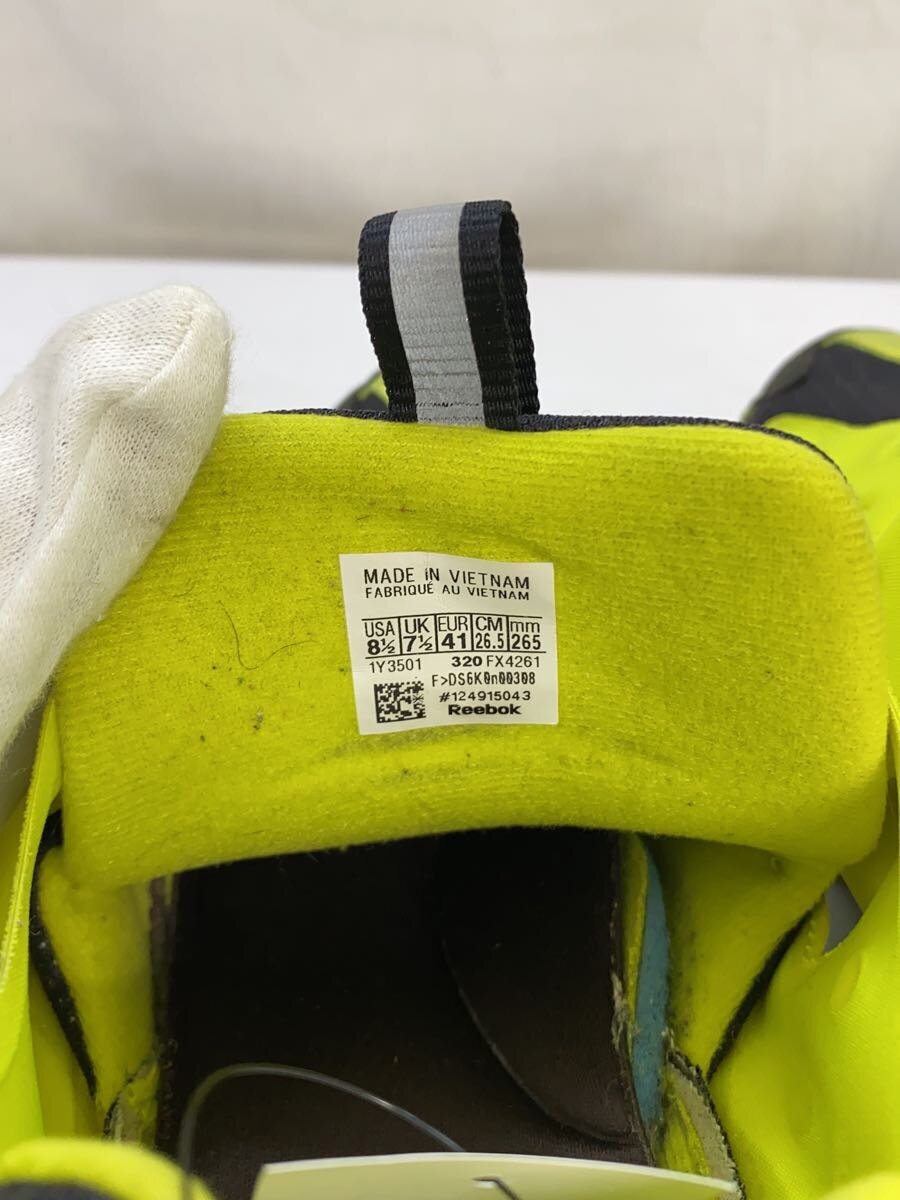 MADE IN VIETNAM
FABRIQUÉ AU VIETNAM
USA UK EUR CM mm
8½ 7½ 41 26.5 265
1Y3501 320 FX4261
F>DS6K0n00308
#124915043
Reebok